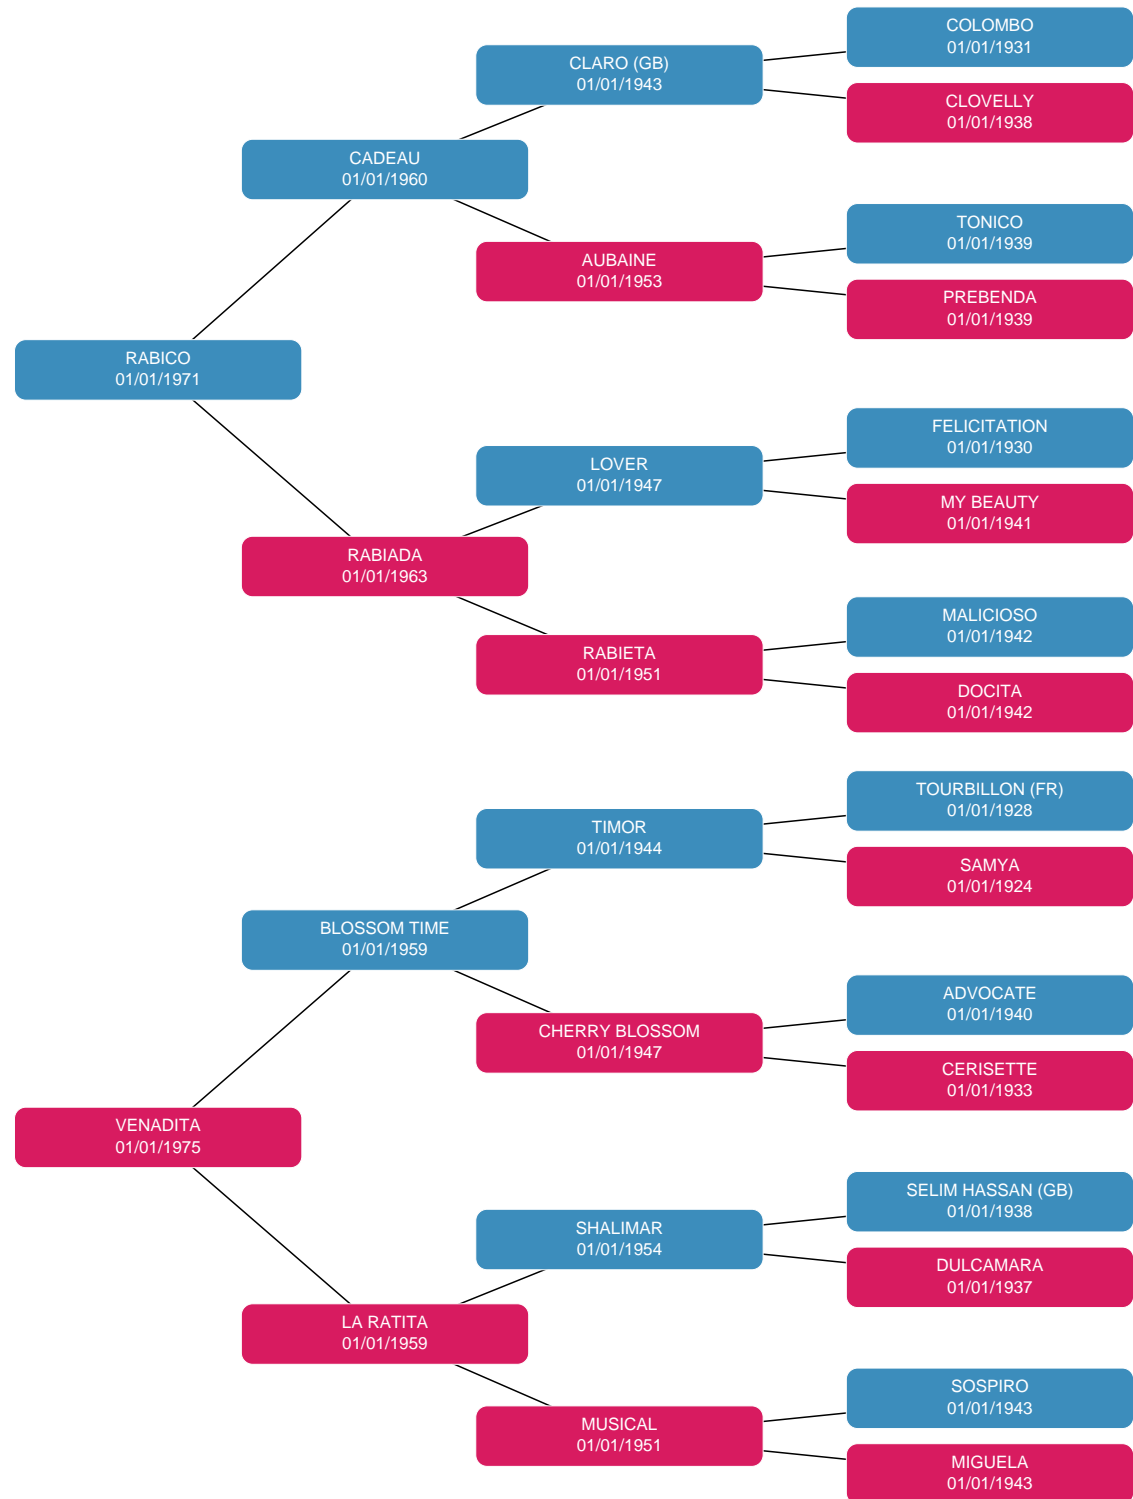 COLOMBO
01/01/1931
CLARO (GB)
01/01/1943
CLOVELLY
01/01/1938
CADEAU
01/01/1960
TONICO
01/01/1939
AUBAINE
01/01/1953
PREBENDA
01/01/1939
RABICO
01/01/1971
FELICITATION
01/01/1930
LOVER
01/01/1947
MY BEAUTY
01/01/1941
RABIADA
01/01/1963
MALICIOSO
01/01/1942
RABIETA
01/01/1951
DOCITA
01/01/1942
TOURBILLON (FR)
01/01/1928
TIMOR
01/01/1944
SAMYA
01/01/1924
BLOSSOM TIME
01/01/1959
ADVOCATE
01/01/1940
CHERRY BLOSSOM
01/01/1947
CERISETTE
01/01/1933
VENADITA
01/01/1975
SELIM HASSAN (GB)
01/01/1938
SHALIMAR
01/01/1954
DULCAMARA
01/01/1937
LA RATITA
01/01/1959
SOSPIRO
01/01/1943
MUSICAL
01/01/1951
MIGUELA
01/01/1943